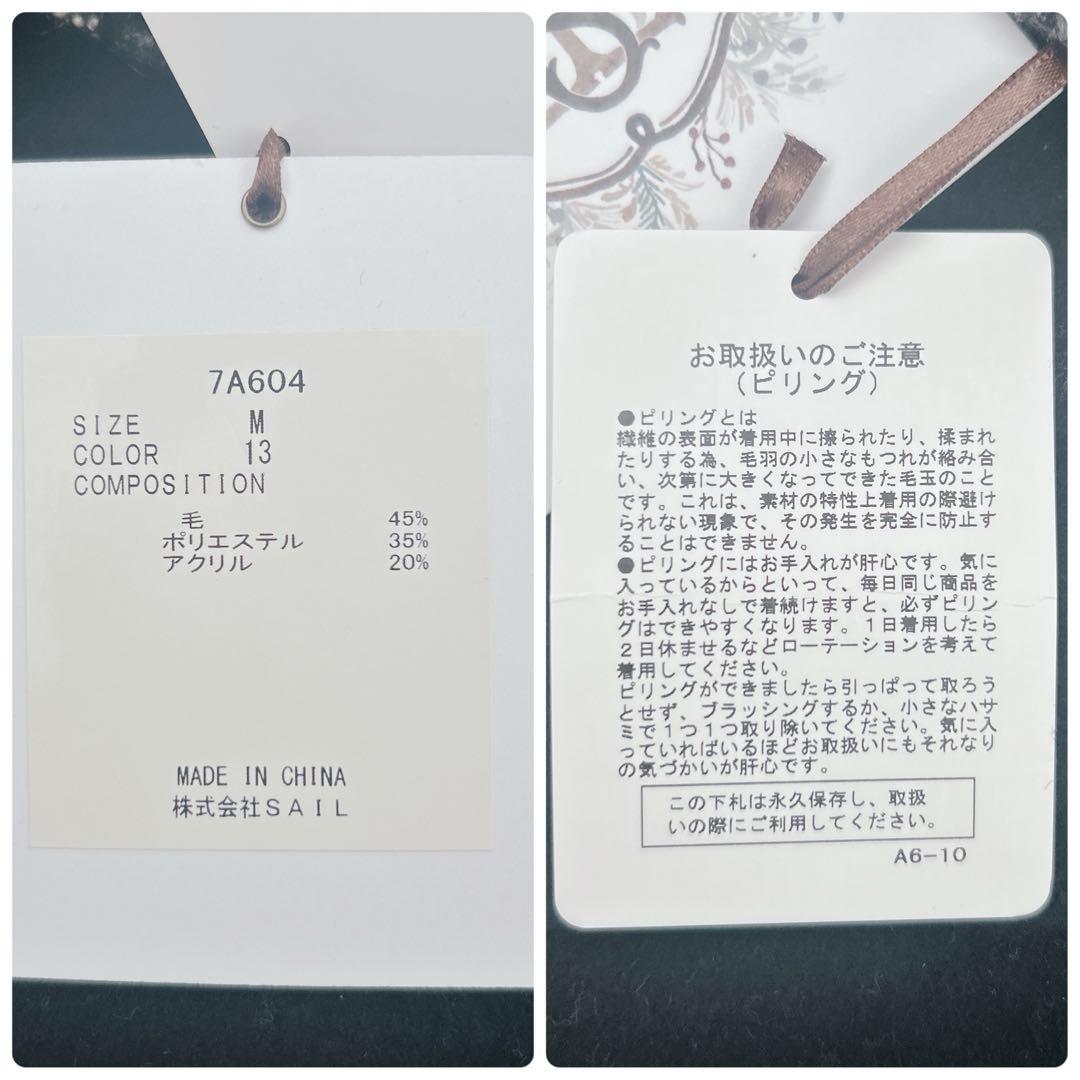 7A604
SIZE M
COLOR 13
COMPOSITION
毛 45%
ポリエステル 35%
アクリル 20%
MADE IN CHINA
株式会社SAIL
お取扱いのご注意
（ピリング）
●ピリングとは
繊維の表面が着用中に擦られたり、揉まれ
たりする為、毛羽の小さなもつれが絡み合
い、次第に大きくなってできた毛玉のこと
です。これは、素材の特性上着用の際避け
られない現象で、その発生を完全に防止す
ることはできません。
●ピリングにはお手入れが肝心です。気に
入っているからといって、毎日同じ商品を
お手入れなしで着続けますと、必ずピリン
グはできやすくなります。1日着用したら
2日休ませるなどローテーションを考えて
着用してください。
ピリングができましたら引っぱって取ろう
とせず、ブラッシングするか、小さなハサ
ミで1つ1つ取り除いてください。気に入
っていればいるほどお取扱いにもそれなり
の気づかいが肝心です。
この下札は永久保存し、取扱
いの際にご利用してください。
A6-10